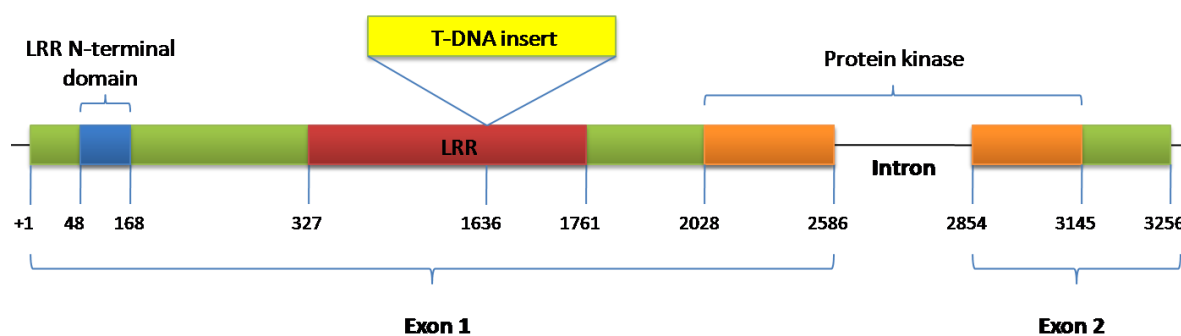 T-DNA insert
LRR N-terminal
domain
Protein kinase
LRR
Intron
+1 48 168 327 1636 1761 2028 2586 2854 3145 3256
Exon 1 Exon 2